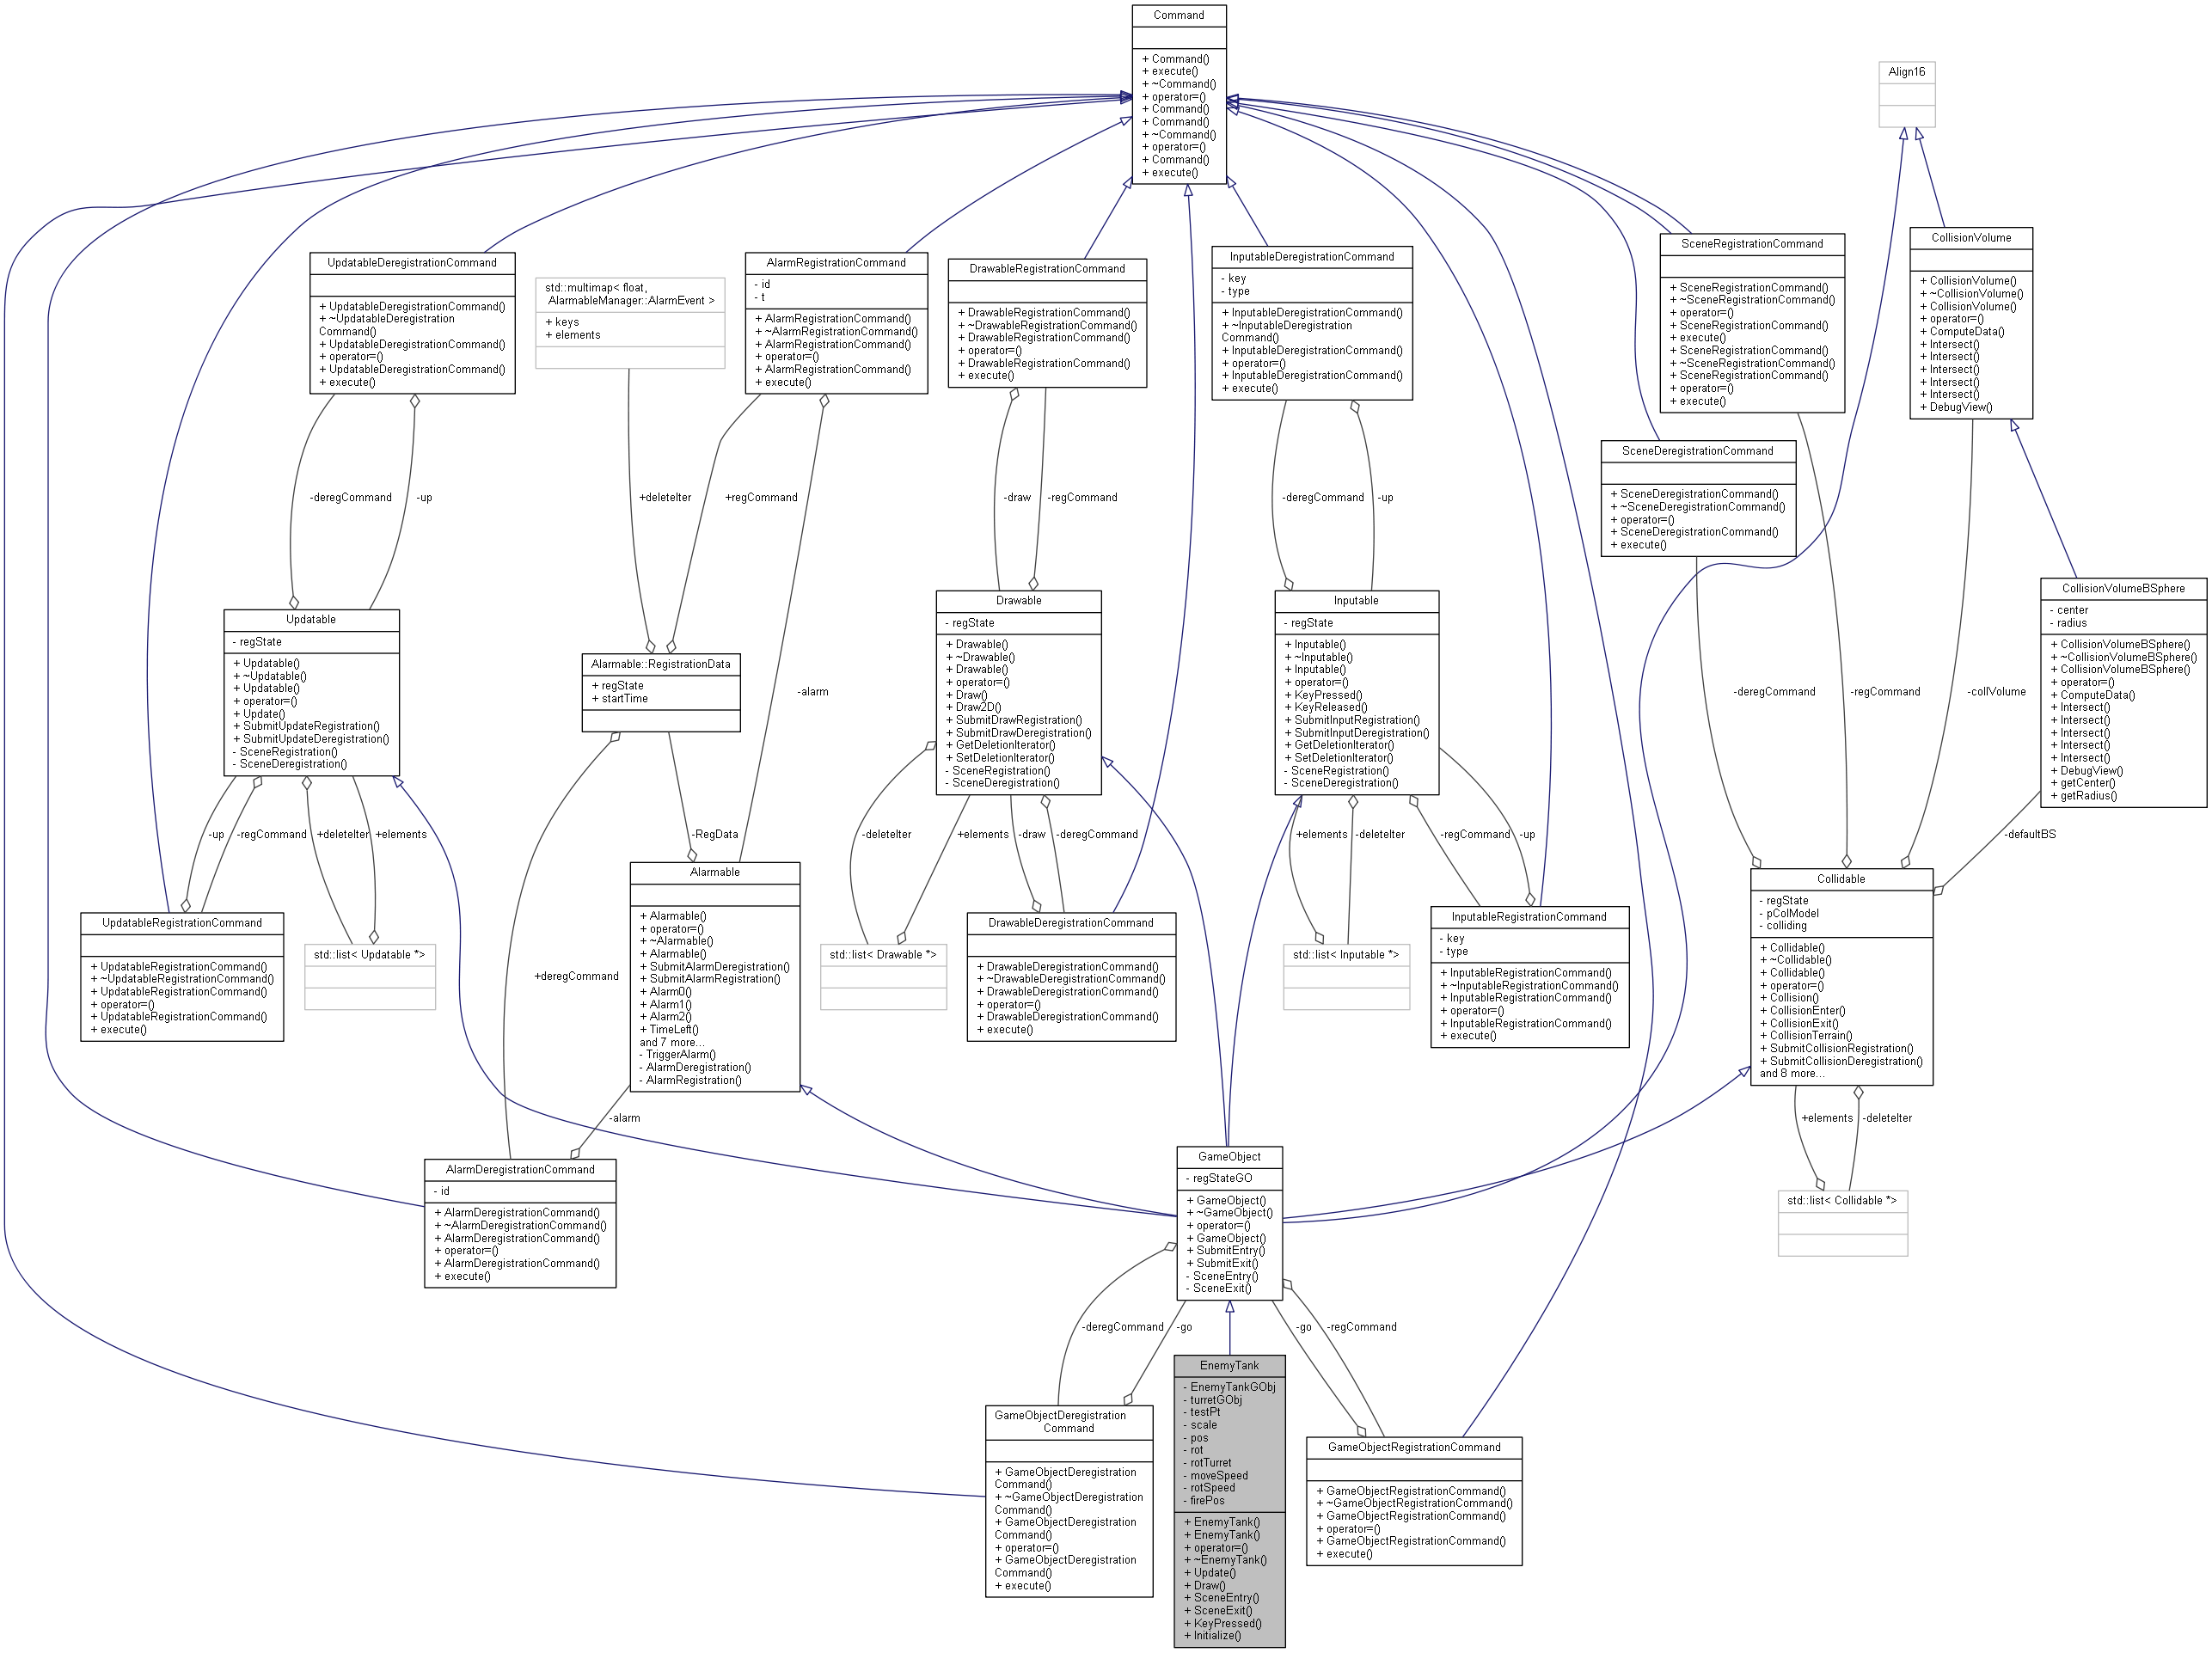 Command
+ Command()
+ execute()
+ ~Command()
+ operator=()
+ Command()
+ Command()
+ ~Command()
+ operator=()
+ Command()
+ execute()
Align16
UpdatableDeregistrationCommand
+ UpdatableDeregistrationCommand()
+ ~UpdatableDeregistration
Command()
+ UpdatableDeregistrationCommand()
+ operator=()
+ UpdatableDeregistrationCommand()
+ execute()
std::multimap< float,
AlarmableManager::AlarmEvent >
+ keys
+ elements
AlarmRegistrationCommand
- id
- t
+ AlarmRegistrationCommand()
+ ~AlarmRegistrationCommand()
+ AlarmRegistrationCommand()
+ operator=()
+ AlarmRegistrationCommand()
+ execute()
DrawableRegistrationCommand
+ DrawableRegistrationCommand()
+ ~DrawableRegistrationCommand()
+ DrawableRegistrationCommand()
+ operator=()
+ DrawableRegistrationCommand()
+ execute()
InputableDeregistrationCommand
- key
- type
+ InputableDeregistrationCommand()
+ ~InputableDeregistration
Command()
+ InputableDeregistrationCommand()
+ operator=()
+ InputableDeregistrationCommand()
+ execute()
SceneRegistrationCommand
+ SceneRegistrationCommand()
+ ~SceneRegistrationCommand()
+ operator=()
+ SceneRegistrationCommand()
+ execute()
+ SceneRegistrationCommand()
+ ~SceneRegistrationCommand()
+ SceneRegistrationCommand()
+ operator=()
+ execute()
CollisionVolume
+ CollisionVolume()
+ ~CollisionVolume()
+ CollisionVolume()
+ operator=()
+ ComputeData()
+ Intersect()
+ Intersect()
+ Intersect()
+ Intersect()
+ Intersect()
+ DebugView()
SceneDeregistrationCommand
+ SceneDeregistrationCommand()
+ ~SceneDeregistrationCommand()
+ operator=()
+ SceneDeregistrationCommand()
+ execute()
-deregCommand
-up
+deleteIter
+regCommand
-draw
-regCommand
-deregCommand
-up
CollisionVolumeBSphere
- center
- radius
+ CollisionVolumeBSphere()
+ ~CollisionVolumeBSphere()
+ CollisionVolumeBSphere()
+ operator=()
+ ComputeData()
+ Intersect()
+ Intersect()
+ Intersect()
+ Intersect()
+ Intersect()
+ DebugView()
+ getCenter()
+ getRadius()
Updatable
- regState
+ Updatable()
+ ~Updatable()
+ Updatable()
+ operator=()
+ Update()
+ SubmitUpdateRegistration()
+ SubmitUpdateDeregistration()
- SceneRegistration()
- SceneDeregistration()
Alarmable::RegistrationData
+ regState
+ startTime
-alarm
Drawable
- regState
+ Drawable()
+ ~Drawable()
+ Drawable()
+ operator=()
+ Draw()
+ Draw2D()
+ SubmitDrawRegistration()
+ SubmitDrawDeregistration()
+ GetDeletionIterator()
+ SetDeletionIterator()
- SceneRegistration()
- SceneDeregistration()
Inputable
- regState
+ Inputable()
+ ~Inputable()
+ Inputable()
+ operator=()
+ KeyPressed()
+ KeyReleased()
+ SubmitInputRegistration()
+ SubmitInputDeregistration()
+ GetDeletionIterator()
+ SetDeletionIterator()
- SceneRegistration()
- SceneDeregistration()
-deregCommand
-regCommand
-collVolume
-up
-regCommand
+deleteIter
+elements
-RegData
-deleteIter
+elements
-draw
-deregCommand
+elements
-deleteIter
-regCommand
-up
-defaultBS
UpdatableRegistrationCommand
+ UpdatableRegistrationCommand()
+ ~UpdatableRegistrationCommand()
+ UpdatableRegistrationCommand()
+ operator=()
+ UpdatableRegistrationCommand()
+ execute()
std::list< Updatable *>
+deregCommand
Alarmable
+ Alarmable()
+ operator=()
+ ~Alarmable()
+ Alarmable()
+ SubmitAlarmDeregistration()
+ SubmitAlarmRegistration()
+ Alarm0()
+ Alarm1()
+ Alarm2()
+ TimeLeft()
and 7 more...
- TriggerAlarm()
- AlarmDeregistration()
- AlarmRegistration()
std::list< Drawable *>
DrawableDeregistrationCommand
+ DrawableDeregistrationCommand()
+ ~DrawableDeregistrationCommand()
+ DrawableDeregistrationCommand()
+ operator=()
+ DrawableDeregistrationCommand()
+ execute()
std::list< Inputable *>
InputableRegistrationCommand
- key
- type
+ InputableRegistrationCommand()
+ ~InputableRegistrationCommand()
+ InputableRegistrationCommand()
+ operator=()
+ InputableRegistrationCommand()
+ execute()
Collidable
- regState
- pColModel
- colliding
+ Collidable()
+ ~Collidable()
+ Collidable()
+ operator=()
+ Collision()
+ CollisionEnter()
+ CollisionExit()
+ CollisionTerrain()
+ SubmitCollisionRegistration()
+ SubmitCollisionDeregistration()
and 8 more...
-alarm
+elements
-deleteIter
AlarmDeregistrationCommand
- id
+ AlarmDeregistrationCommand()
+ ~AlarmDeregistrationCommand()
+ AlarmDeregistrationCommand()
+ operator=()
+ AlarmDeregistrationCommand()
+ execute()
GameObject
- regStateGO
+ GameObject()
+ ~GameObject()
+ operator=()
+ GameObject()
+ SubmitEntry()
+ SubmitExit()
- SceneEntry()
- SceneExit()
std::list< Collidable *>
-deregCommand
-go
-go
-regCommand
GameObjectDeregistration
Command
+ GameObjectDeregistration
Command()
+ ~GameObjectDeregistration
Command()
+ GameObjectDeregistration
Command()
+ operator=()
+ GameObjectDeregistration
Command()
+ execute()
EnemyTank
- EnemyTankGObj
- turretGObj
- testPt
- scale
- pos
- rot
- rotTurret
- moveSpeed
- rotSpeed
- firePos
+ EnemyTank()
+ EnemyTank()
+ operator=()
+ ~EnemyTank()
+ Update()
+ Draw()
+ SceneEntry()
+ SceneExit()
+ KeyPressed()
+ Initialize()
GameObjectRegistrationCommand
+ GameObjectRegistrationCommand()
+ ~GameObjectRegistrationCommand()
+ GameObjectRegistrationCommand()
+ operator=()
+ GameObjectRegistrationCommand()
+ execute()